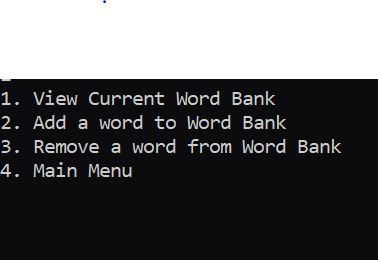 1. View Current Word Bank
2. Add a word to Word Bank
3. Remove a word from Word Bank
4. Main Menu